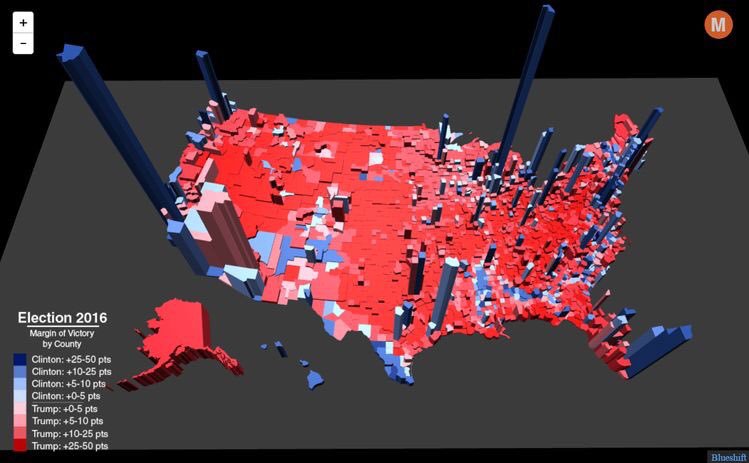 +
-
M
Election 2016
Margin of Victory
by County
Clinton: +25-50 pts
Clinton: +10-25 pts
Clinton: +5-10 pts
Clinton: +0-5 pts
Trump: +0-5 pts
Trump: +5-10 pts
Trump: +10-25 pts
Trump: +25-50 pts
Blueshift